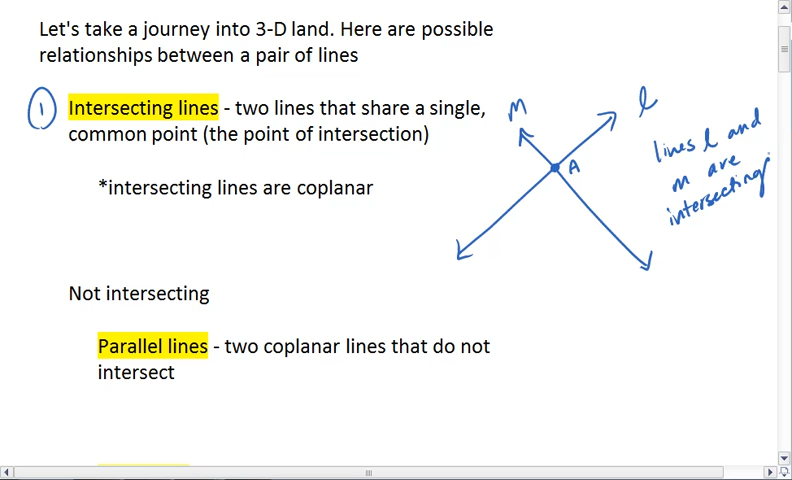 Let's take a journey into 3-D land. Here are possible
relationships between a pair of lines
1 Intersecting lines - two lines that share a single,
common point (the point of intersection)
*intersecting lines are coplanar
m
l
A
lines l and
m are
intersecting
Not intersecting
Parallel lines - two coplanar lines that do not
intersect